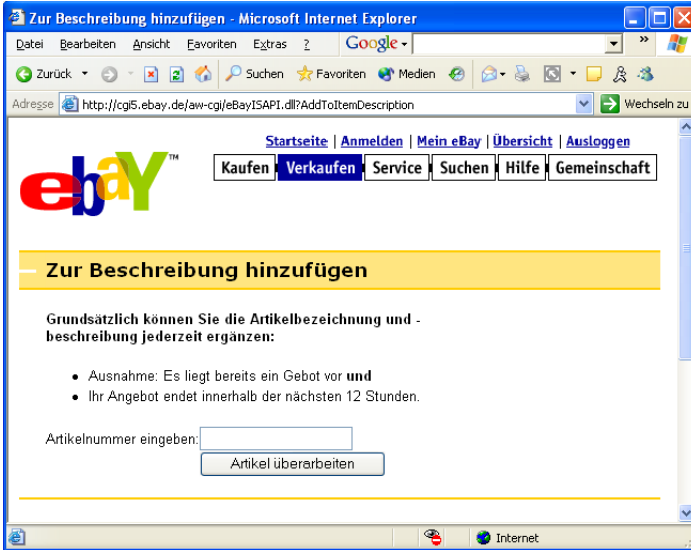 Zur Beschreibung hinzufügen - Microsoft Internet Explorer
Datei Bearbeiten Ansicht Favoriten Extras ? Google »
Zurück Suchen Favoriten Medien
Adresse http://cgi5.ebay.de/aw-cgi/eBayISAPI.dll?AddToItemDescription Wechseln zu
Startseite | Anmelden | Mein eBay | Übersicht | Ausloggen
ebaY™
Kaufen Verkaufen Service Suchen Hilfe Gemeinschaft
Zur Beschreibung hinzufügen
Grundsätzlich können Sie die Artikelbezeichnung und -
beschreibung jederzeit ergänzen:
• Ausnahme: Es liegt bereits ein Gebot vor und
• Ihr Angebot endet innerhalb der nächsten 12 Stunden.
Artikelnummer eingeben:
Artikel überarbeiten
Internet